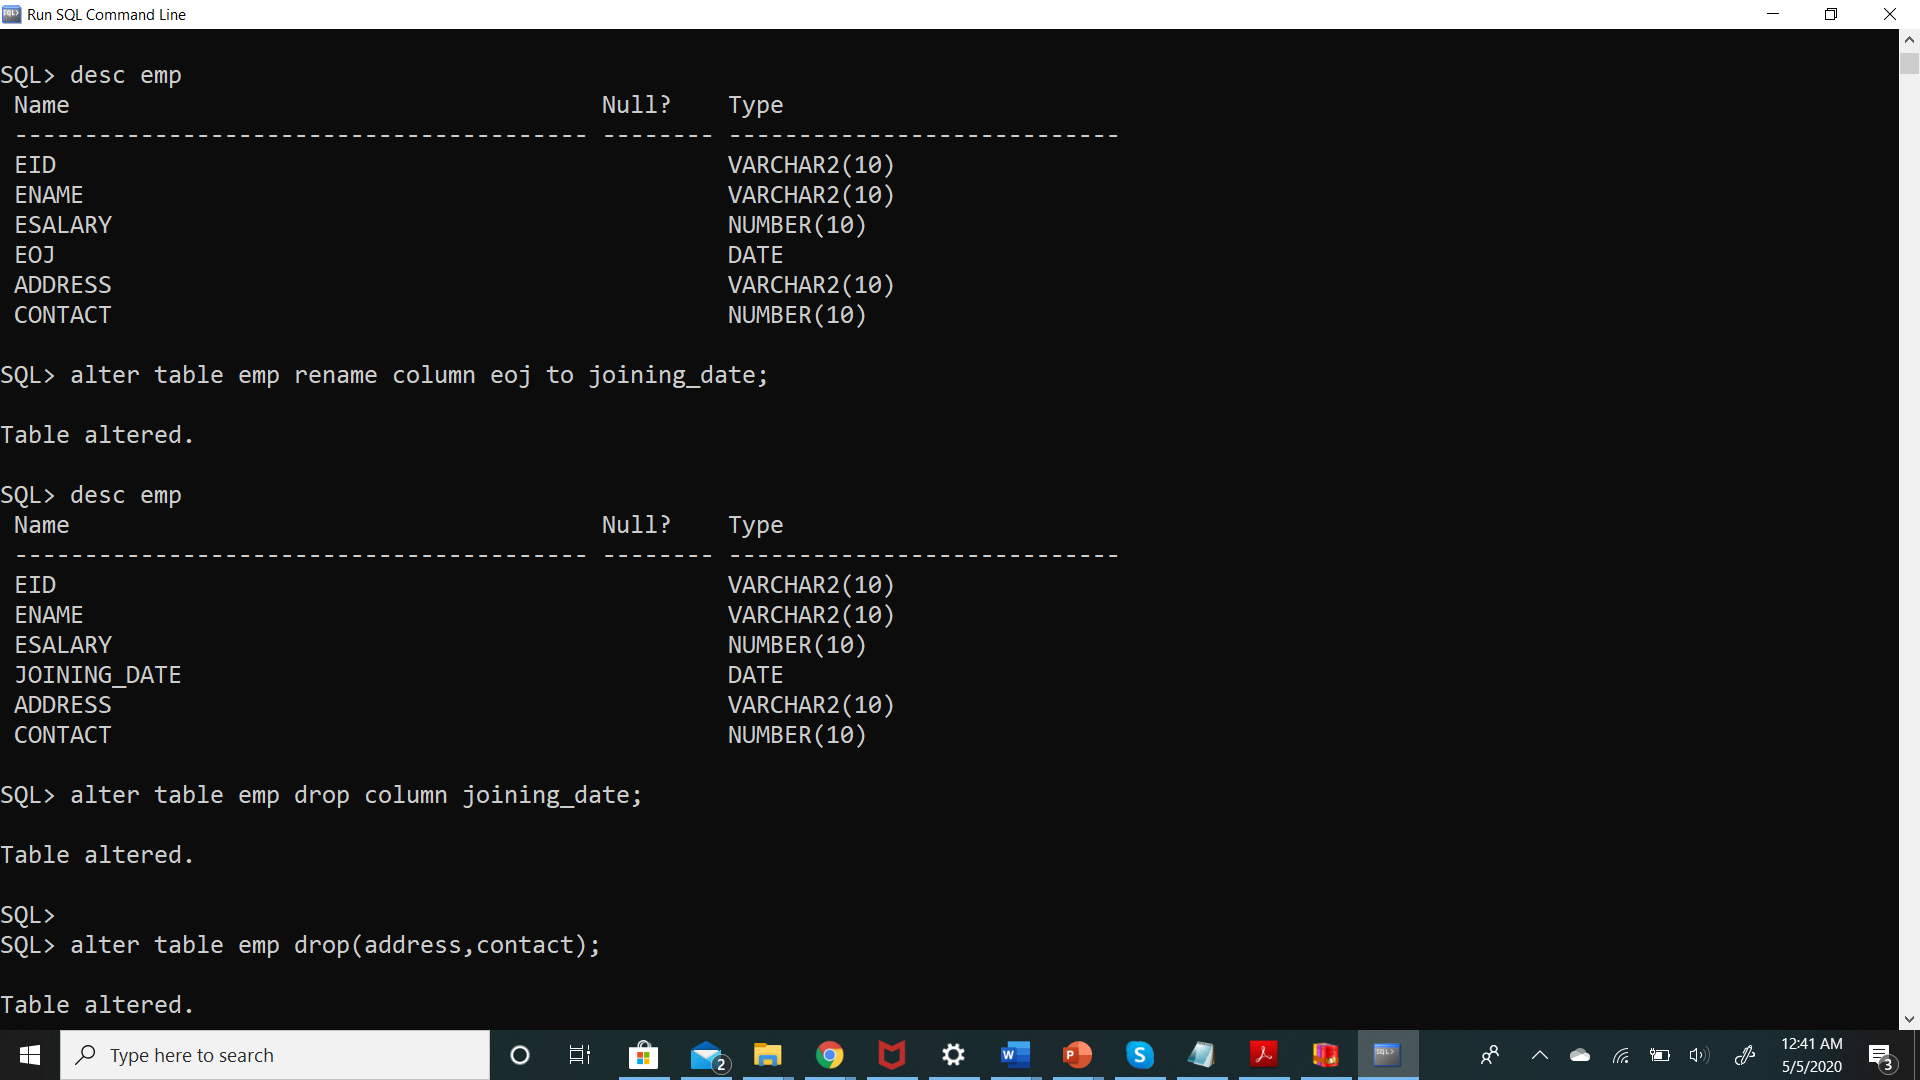 Run SQL Command Line
SQL> desc emp
Name Null? Type
----------------------------------------- -------- ----------------------------
EID VARCHAR2(10)
ENAME VARCHAR2(10)
ESALARY NUMBER(10)
EOJ DATE
ADDRESS VARCHAR2(10)
CONTACT NUMBER(10)
SQL> alter table emp rename column eoj to joining_date;
Table altered.
SQL> desc emp
Name Null? Type
----------------------------------------- -------- ----------------------------
EID VARCHAR2(10)
ENAME VARCHAR2(10)
ESALARY NUMBER(10)
JOINING_DATE DATE
ADDRESS VARCHAR2(10)
CONTACT NUMBER(10)
SQL> alter table emp drop column joining_date;
Table altered.
SQL>
SQL> alter table emp drop(address,contact);
Table altered.
Type here to search
2
12:41 AM
5/5/2020
3